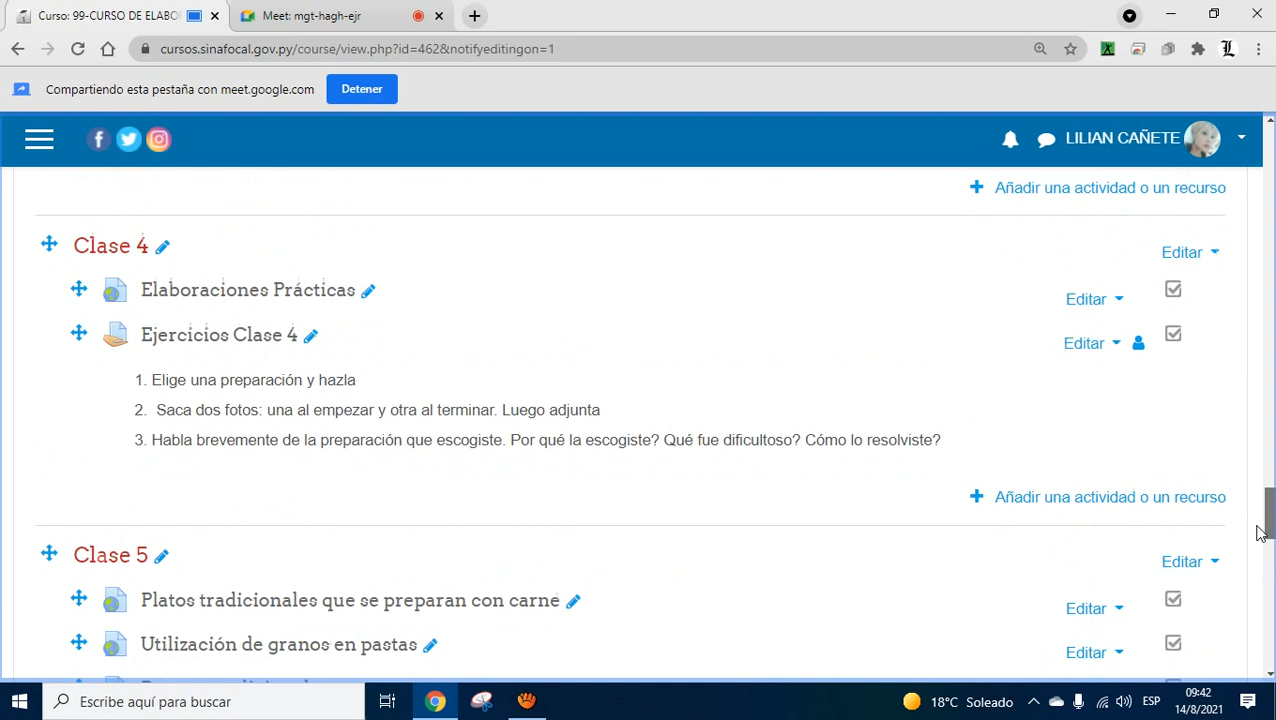 Curso: 99-CURSO DE ELABO
Meet: mgt-hagh-ejr
cursos.sinafocal.gov.py/course/view.php?id=462&notifyeditingon=1
Compartiendo esta pestaña con meet.google.com
Detener
LILIAN CAÑETE
Añadir una actividad o un recurso
Clase 4
Editar
Elaboraciones Prácticas
Editar
Ejercicios Clase 4
Editar
1. Elige una preparación y hazla
2. Saca dos fotos: una al empezar y otra al terminar. Luego adjunta
3. Habla brevemente de la preparación que escogiste. Por qué la escogiste? Qué fue dificultoso? Cómo lo resolviste?
Añadir una actividad o un recurso
Clase 5
Editar
Platos tradicionales que se preparan con carne
Editar
Utilización de granos en pastas
Editar
Escribe aquí para buscar
18°C Soleado
ESP
09:42
14/8/2021